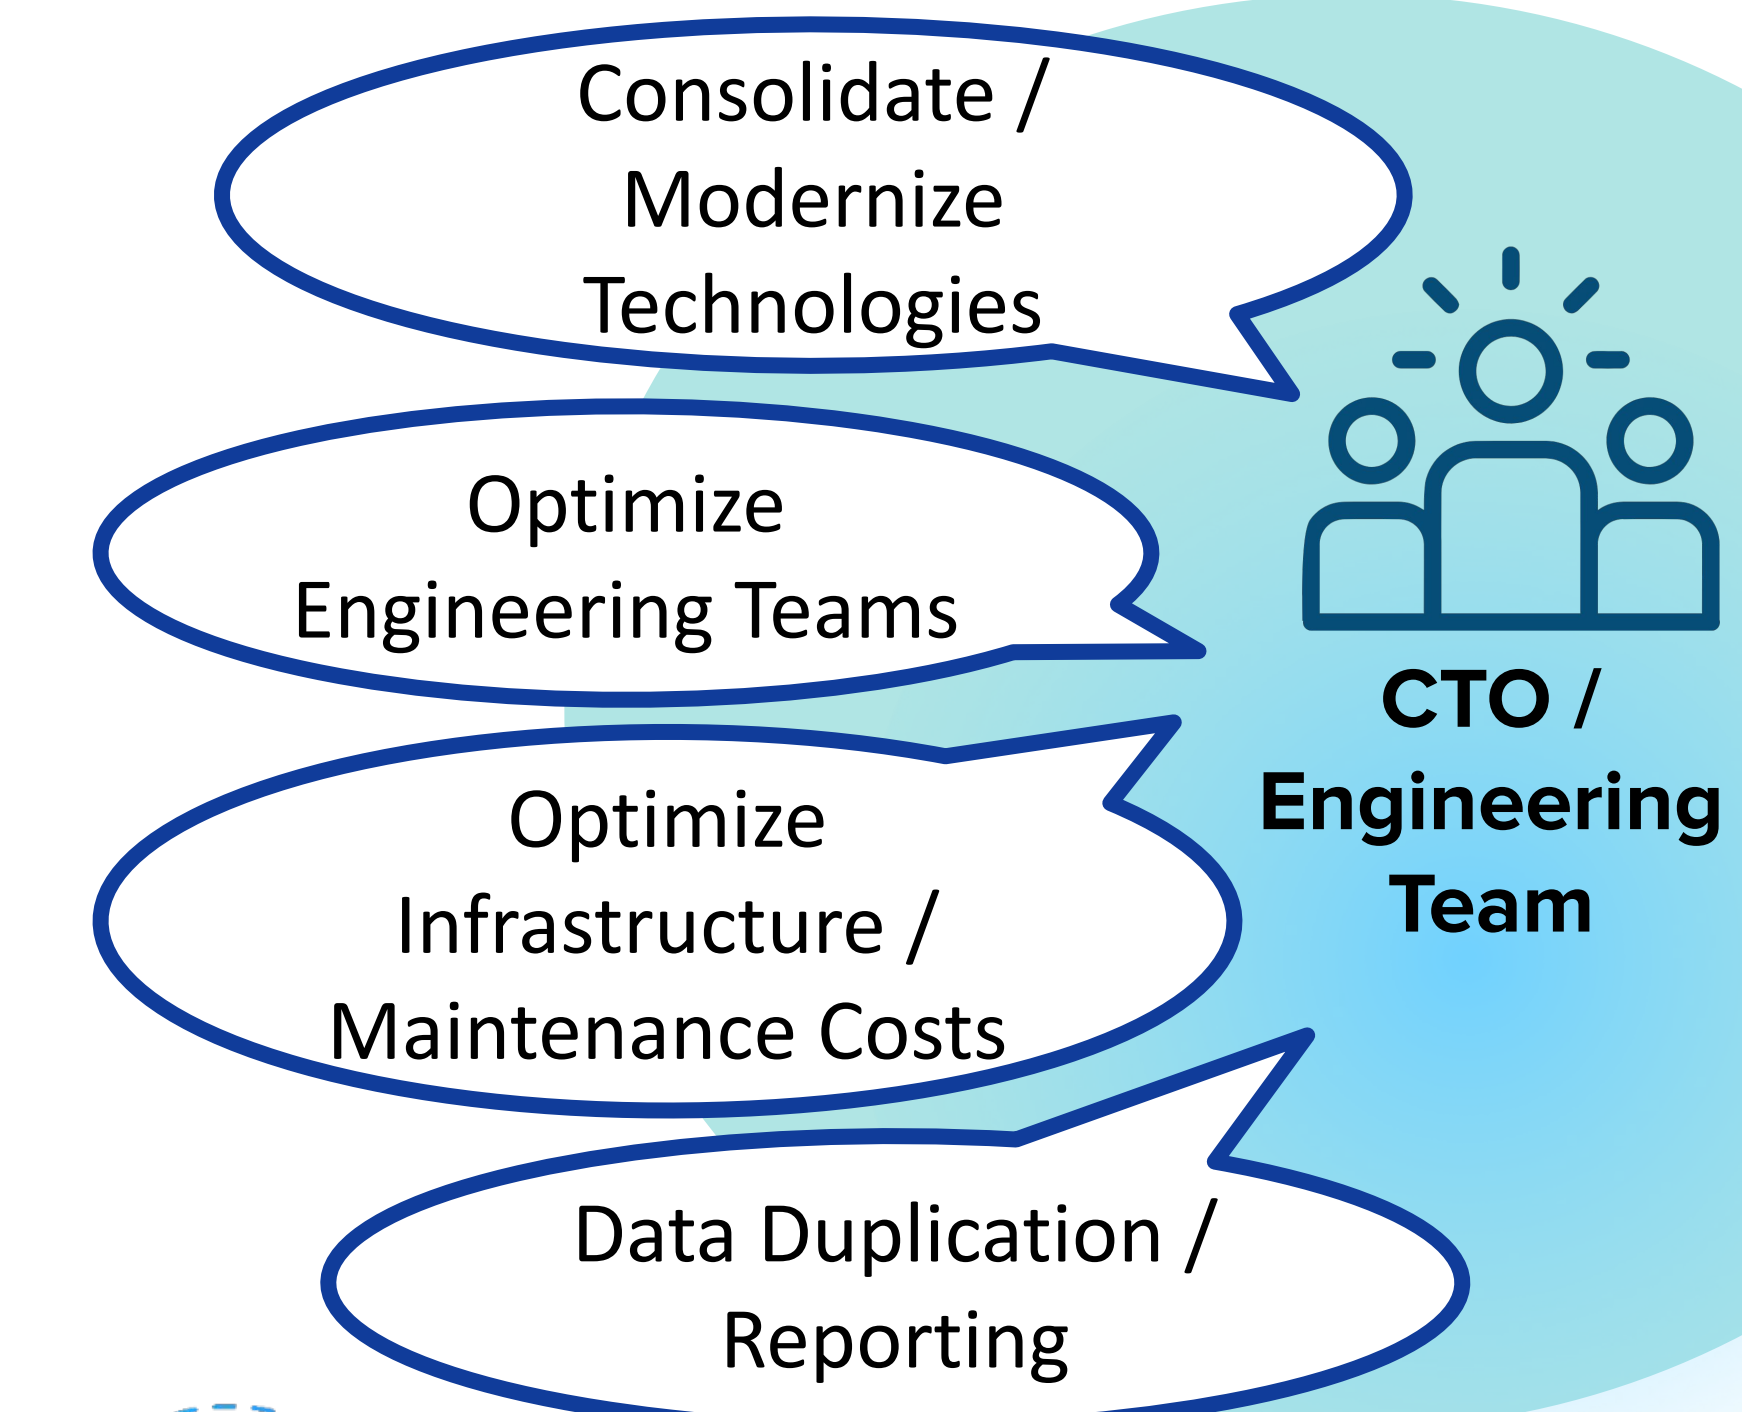 Consolidate /
Modernize
Technologies
Optimize
Engineering Teams
Optimize
Infrastructure /
Maintenance Costs
Data Duplication /
Reporting
CTO /
Engineering
Team